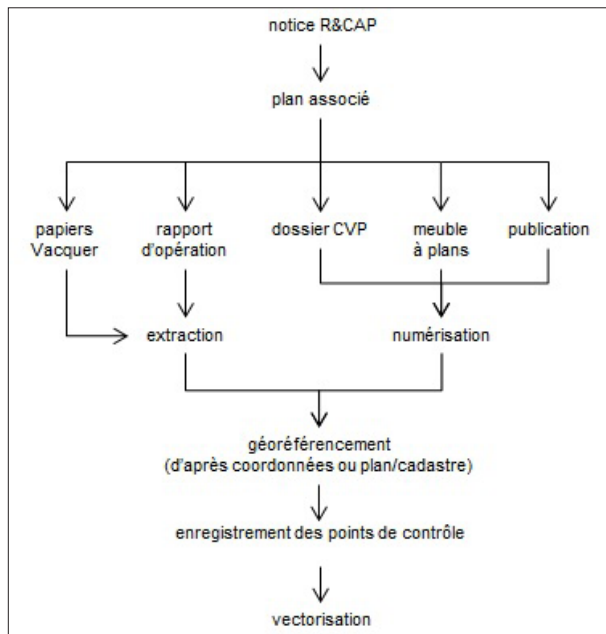 notice R&CAP
plan associé
papiers
Vacquer
rapport
d'opération
dossier CVP
meuble
à plans
publication
extraction
numérisation
géoréférencement
(d'après coordonnées ou plan/cadastre)
enregistrement des points de contrôle
vectorisation